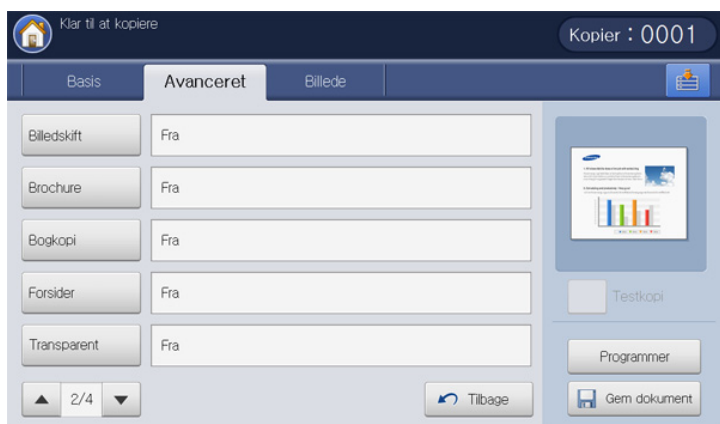 Klar til at kopiere
Kopier : 0001
Basis
Avanceret
Billede
Billedskift
Fra
Brochure
Fra
Bogkopi
Fra
Forsider
Fra
Transparent
Fra
2/4
Tilbage
Testkopi
Programmer
Gem dokument